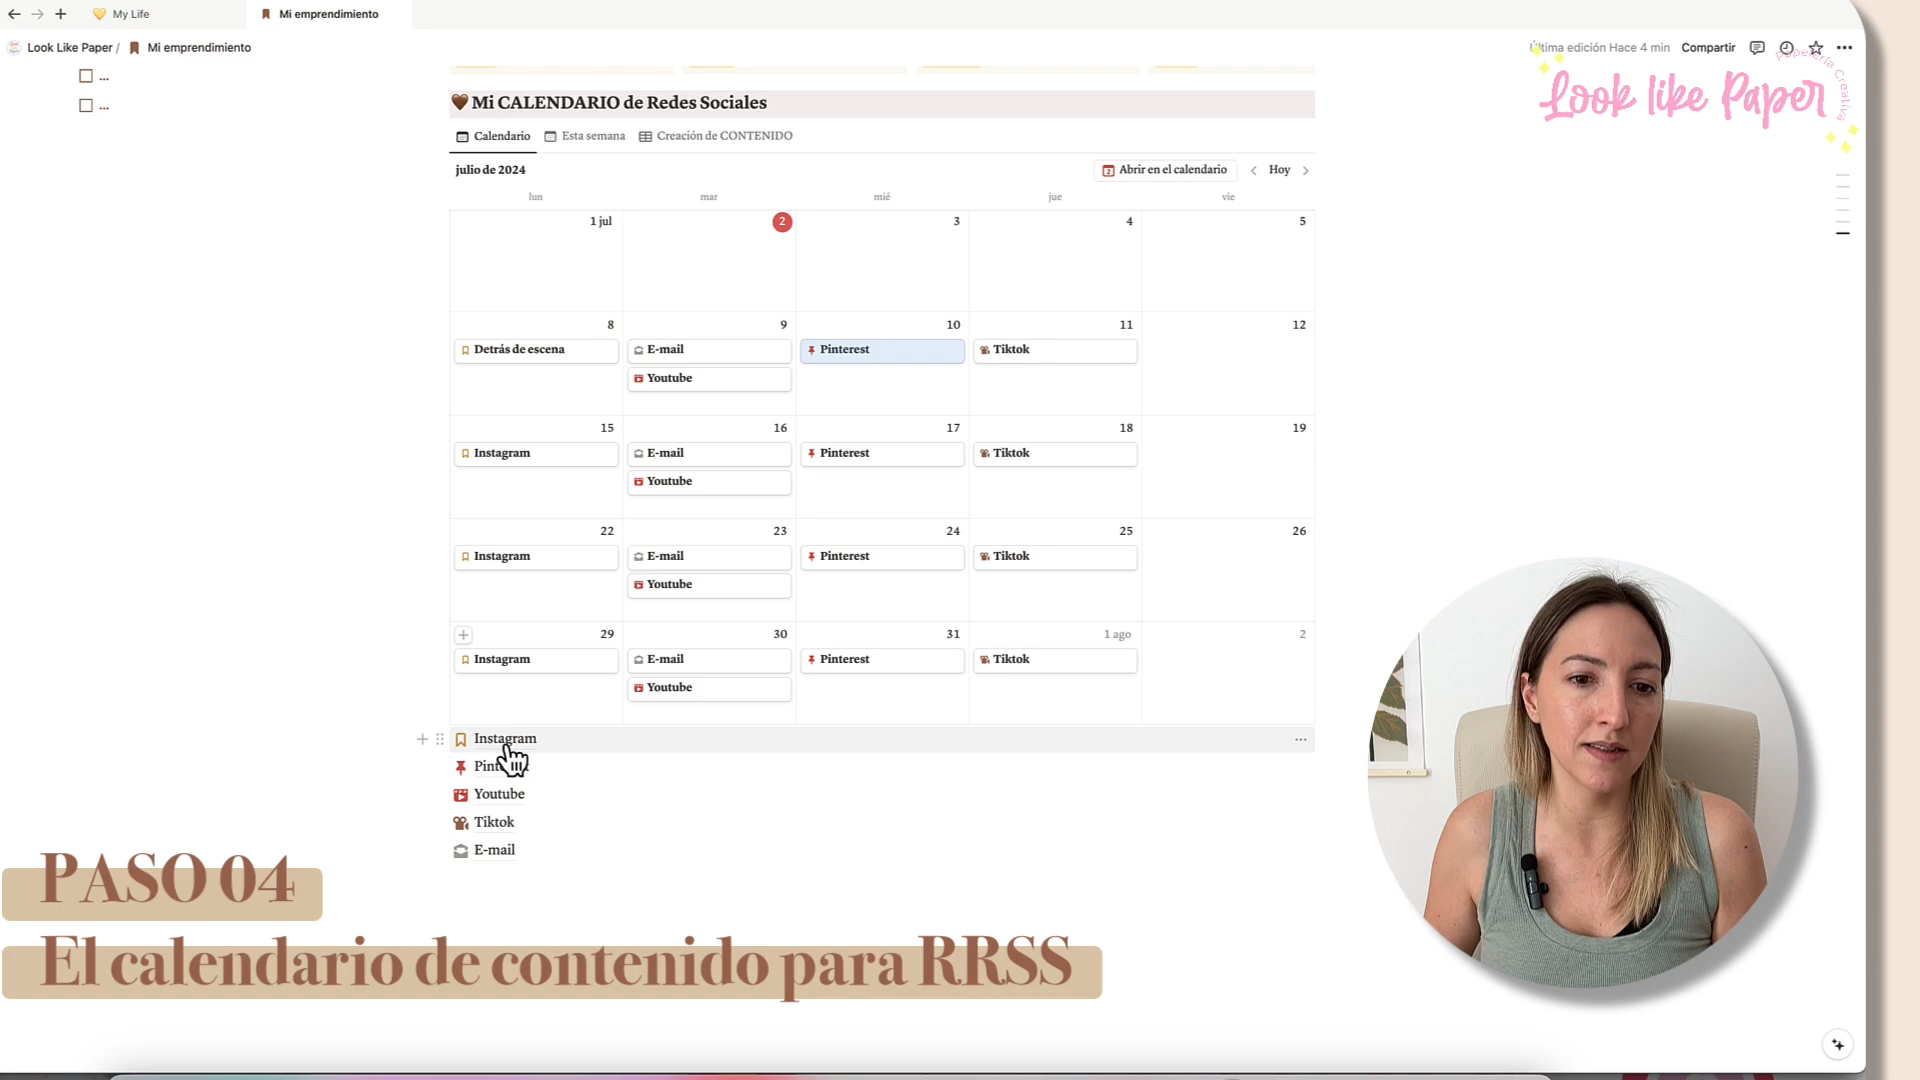 My Life
Mi emprendimiento
Look Like Paper / Mi emprendimiento
Última edición Hace 4 min Compartir
Papelería Creativa
Look like Paper
...
...
Mi CALENDARIO de Redes Sociales
Calendario Esta semana Creación de CONTENIDO
julio de 2024
Abrir en el calendario
Hoy
lun mar mié jue vie
1 jul 2 3 4 5
8 9 10 11 12
Detrás de escena E-mail Pinterest Tiktok
Youtube
15 16 17 18 19
Instagram E-mail Pinterest Tiktok
Youtube
22 23 24 25 26
Instagram E-mail Pinterest Tiktok
Youtube
29 30 31 1 ago 2
Instagram E-mail Pinterest Tiktok
Youtube
Instagram
Youtube
Tiktok
E-mail
PASO 04
El calendario de contenido para RRSS